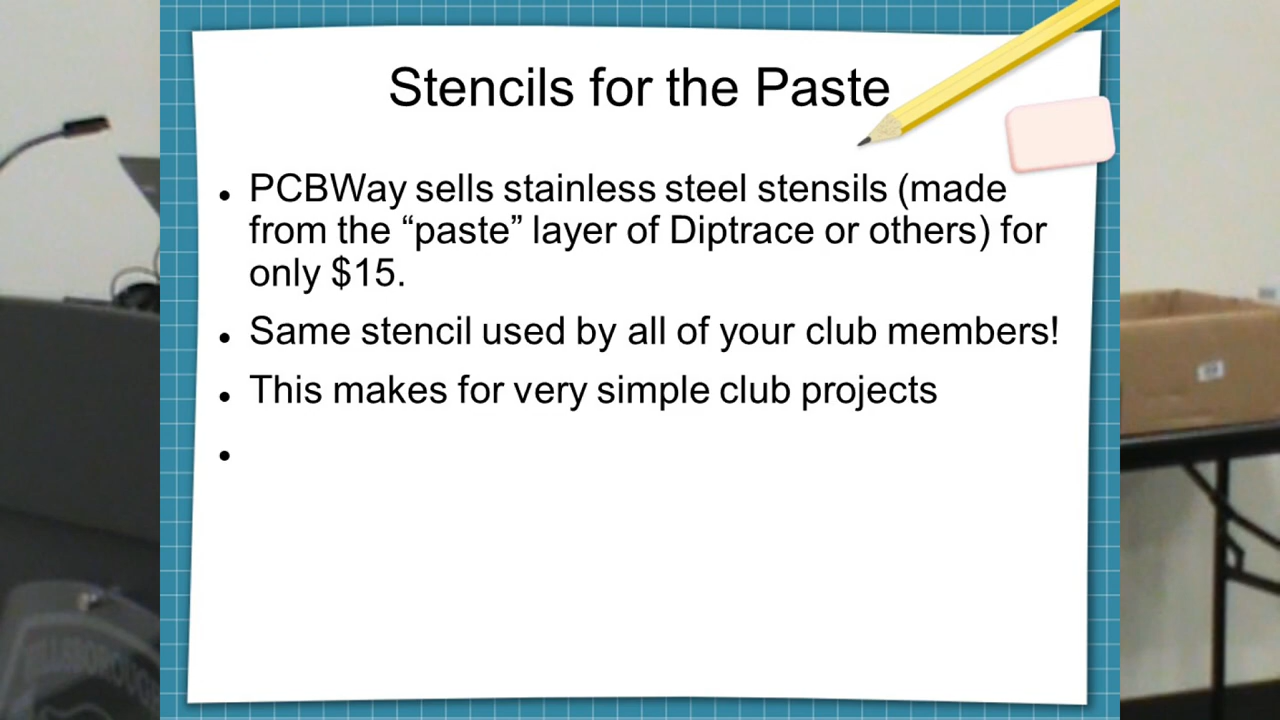 Stencils for the Paste
• PCBWay sells stainless steel stensils (made
from the “paste” layer of Diptrace or others) for
only $15.
• Same stencil used by all of your club members!
• This makes for very simple club projects
•